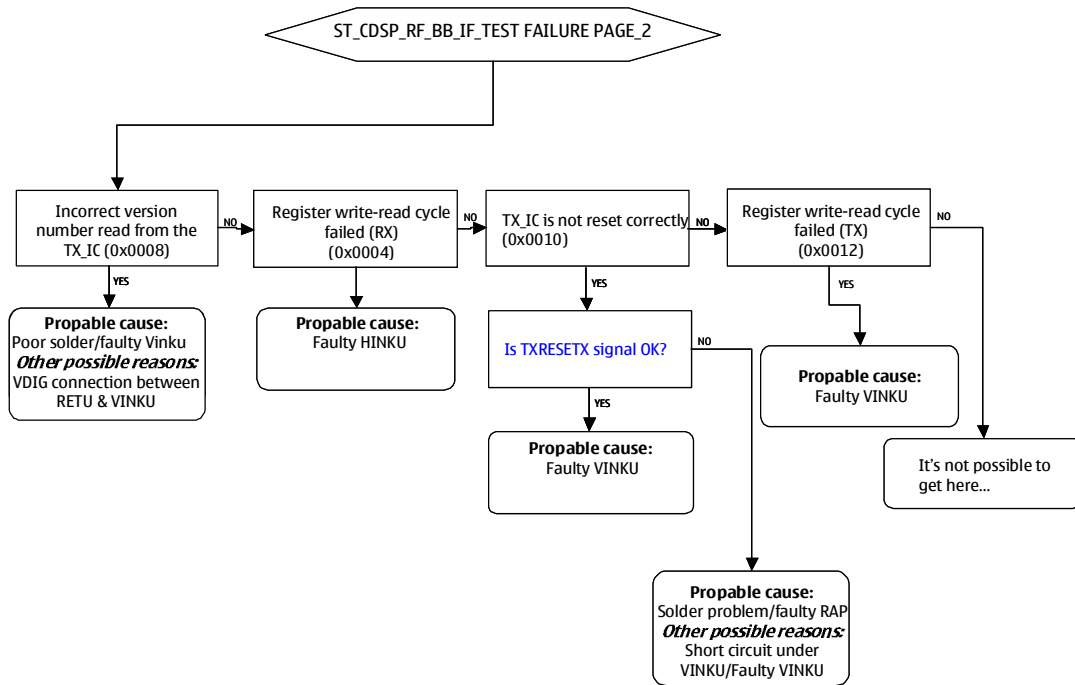 ST_CDSP_RF_BB_IF_TEST FAILURE PAGE_2
Incorrect version
number read from the
TX_IC (0x0008)
NO
Register write-read cycle
failed (RX)
(0x0004)
NO
TX_IC is not reset correctly
(0x0010)
NO
Register write-read cycle
failed (TX)
(0x0012)
NO
YES
YES
YES
YES
Propable cause:
Poor solder/faulty Vinku
Other possible reasons:
VDIG connection between
RETU & VINKU
Propable cause:
Faulty HINKU
Is TXRESETX signal OK?
NO
YES
Propable cause:
Faulty VINKU
Propable cause:
Faulty VINKU
It's not possible to
get here...
Propable cause:
Solder problem/faulty RAP
Other possible reasons:
Short circuit under
VINKU/Faulty VINKU